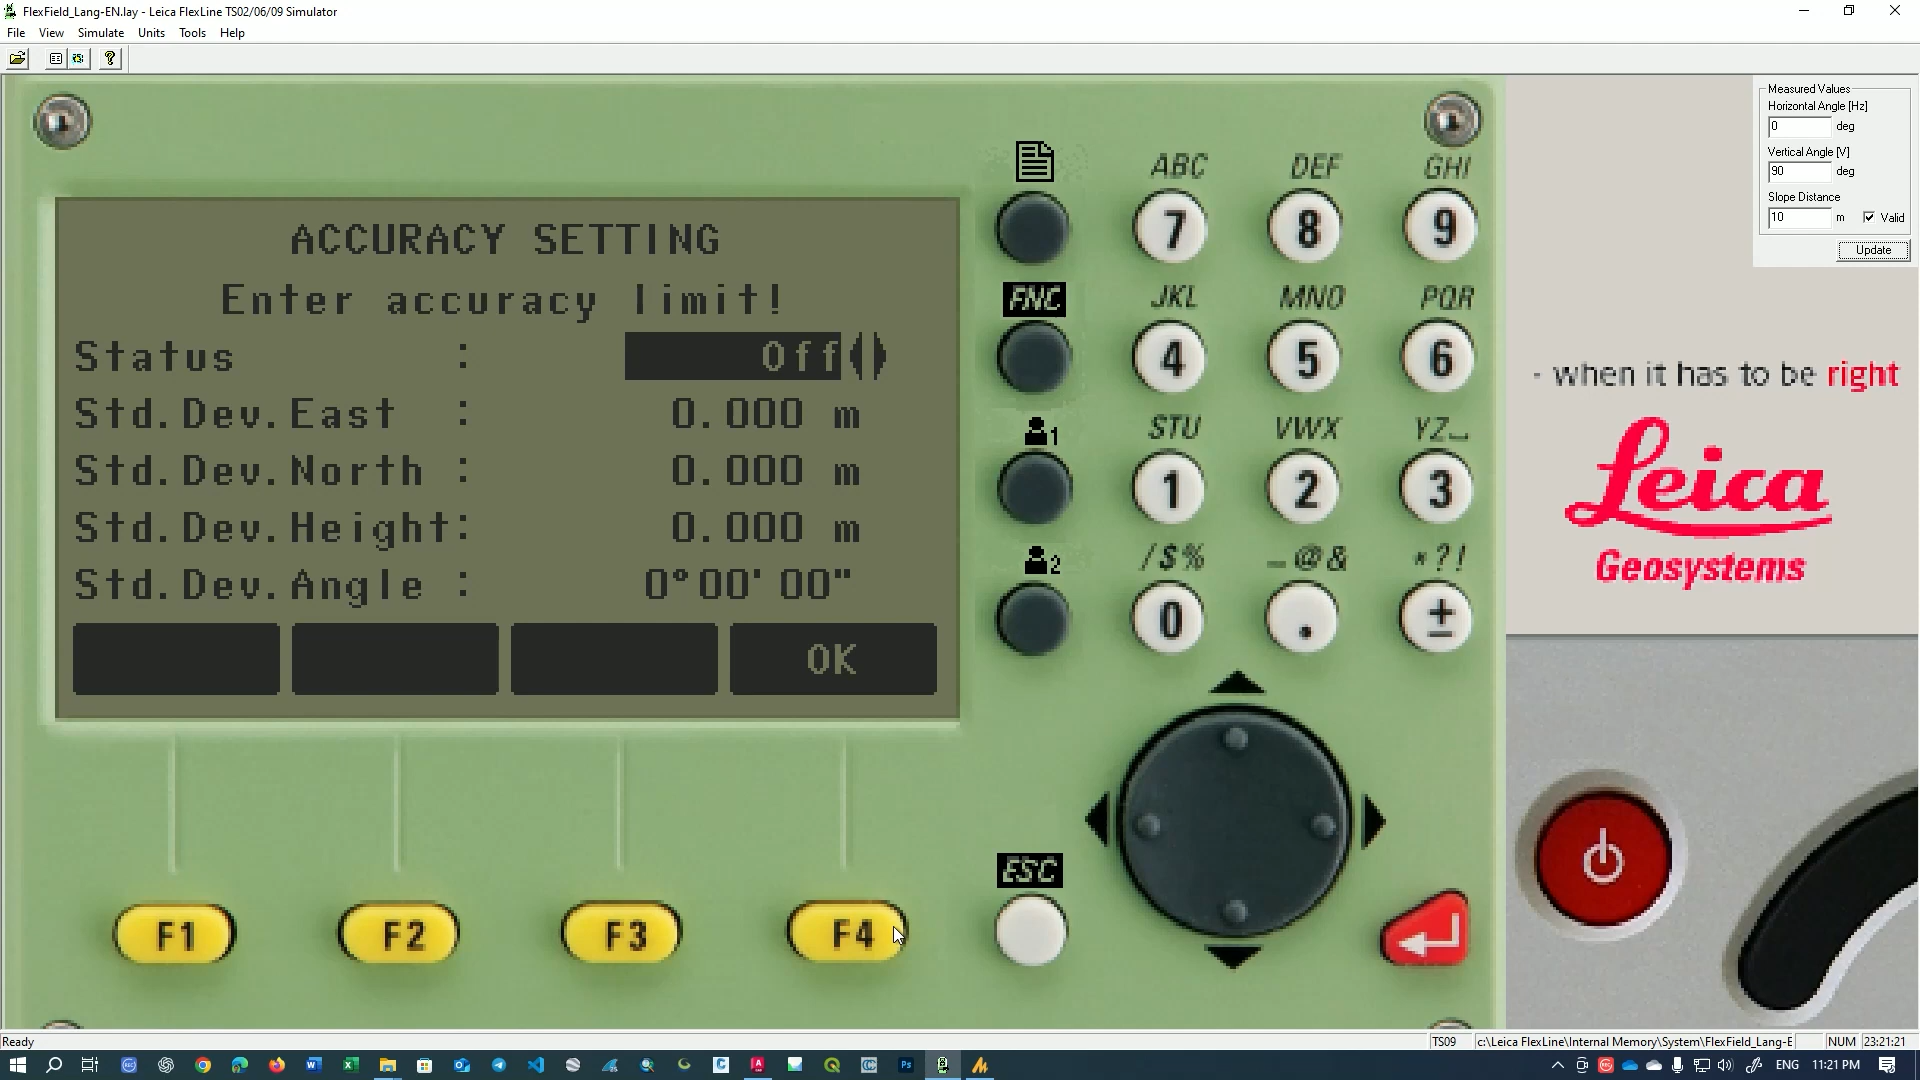 FlexField_Lang-EN.lay - Leica FlexLine TS02/06/09 Simulator
File View Simulate Units Tools Help
Measured Values
Horizontal Angle [Hz]
0 deg
Vertical Angle [V]
90 deg
Slope Distance
10 m Valid
Update
ACCURACY SETTING
Enter accuracy limit!
Status : Off
Std.Dev.East : 0.000 m
Std.Dev.North : 0.000 m
Std.Dev.Height: 0.000 m
Std.Dev.Angle : 0°00'00"
OK
ABC DEF GHI
7 8 9
FNC JKL MNO PQR
4 5 6
1 STU VWX YZ_
1 2 3
2 /$% _@& *?!
0 . ±
F1 F2 F3 F4
ESC
- when it has to be right
Leica
Geosystems
Ready
TS09 c:\Leica FlexLine\Internal Memory\System\FlexField_Lang-E NUM 23:21:21
ENG 11:21 PM